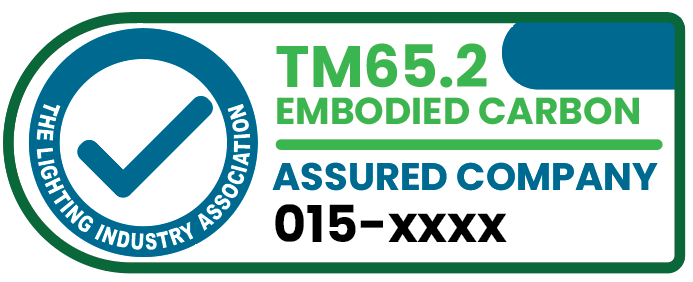 TM65.2
EMBODIED CARBON
ASSURED COMPANY
015-xxxx
THE LIGHTING INDUSTRY ASSOCIATION